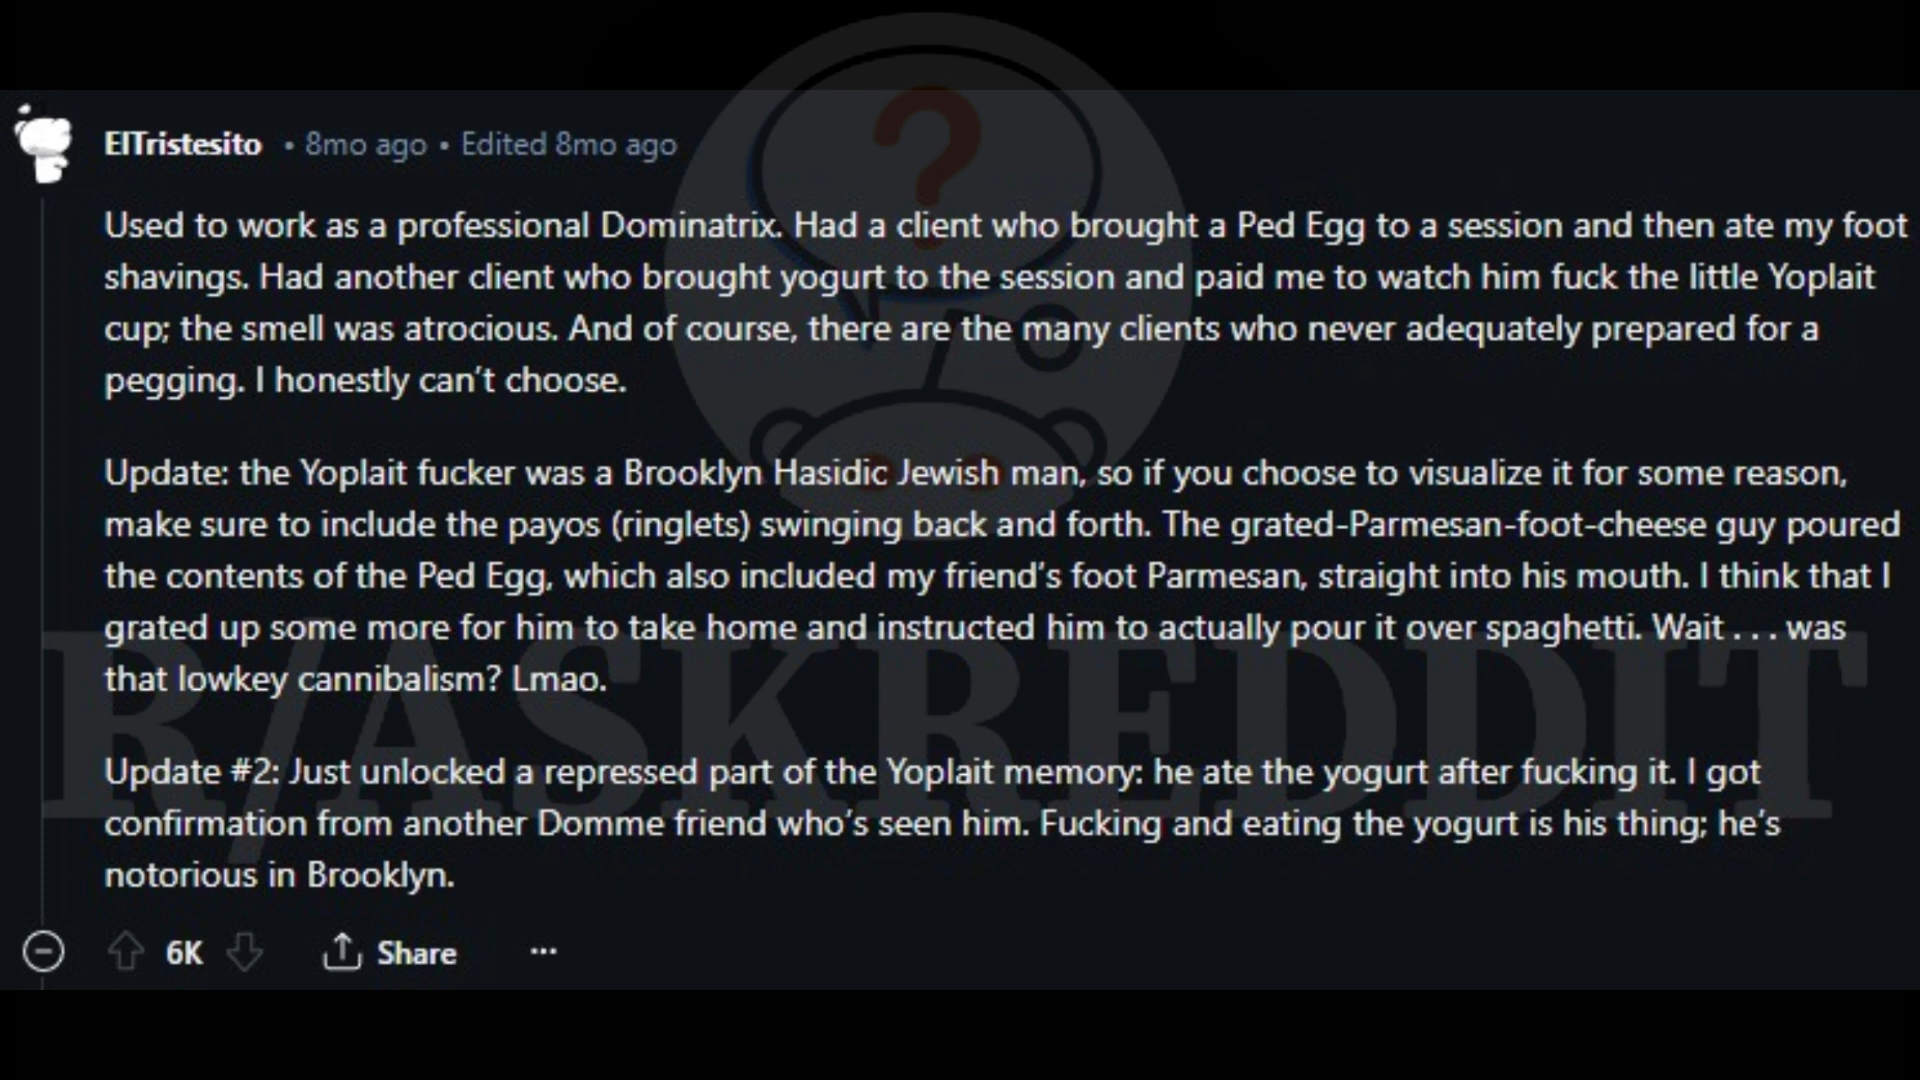 ElTristesito • 8mo ago • Edited 8mo ago
Used to work as a professional Dominatrix. Had a client who brought a Ped Egg to a session and then ate my foot
shavings. Had another client who brought yogurt to the session and paid me to watch him fuck the little Yoplait
cup; the smell was atrocious. And of course, there are the many clients who never adequately prepared for a
pegging. I honestly can’t choose.
Update: the Yoplait fucker was a Brooklyn Hasidic Jewish man, so if you choose to visualize it for some reason,
make sure to include the payos (ringlets) swinging back and forth. The grated-Parmesan-foot-cheese guy poured
the contents of the Ped Egg, which also included my friend’s foot Parmesan, straight into his mouth. I think that I
grated up some more for him to take home and instructed him to actually pour it over spaghetti. Wait . . . was
that lowkey cannibalism? Lmao.
R/ASKREDDIT
Update #2: Just unlocked a repressed part of the Yoplait memory: he ate the yogurt after fucking it. I got
confirmation from another Domme friend who’s seen him. Fucking and eating the yogurt is his thing; he’s
notorious in Brooklyn.
6K Share ...